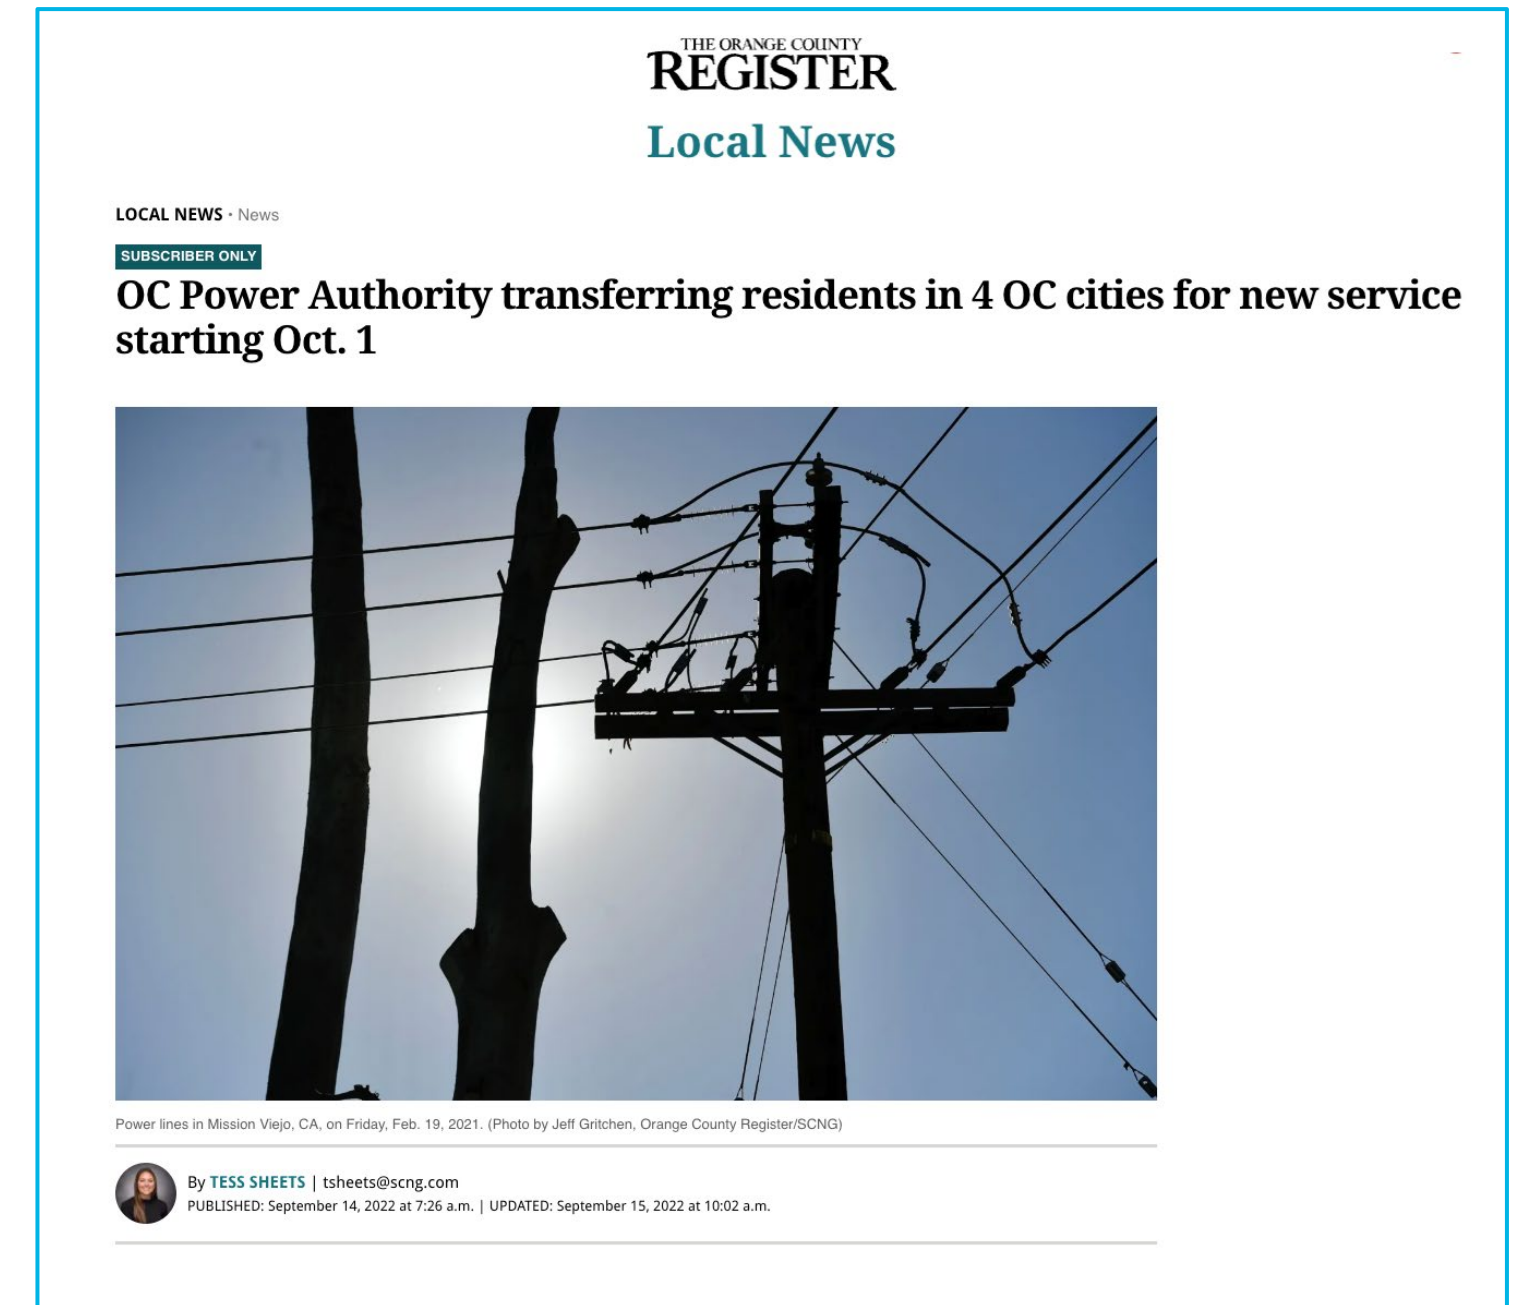 THE ORANGE COUNTY
REGISTER
Local News
LOCAL NEWS • News
SUBSCRIBER ONLY
OC Power Authority transferring residents in 4 OC cities for new service
starting Oct. 1
Power lines in Mission Viejo, CA, on Friday, Feb. 19, 2021. (Photo by Jeff Gritchen, Orange County Register/SCNG)
By TESS SHEETS | tsheets@scng.com
PUBLISHED: September 14, 2022 at 7:26 a.m. | UPDATED: September 15, 2022 at 10:02 a.m.